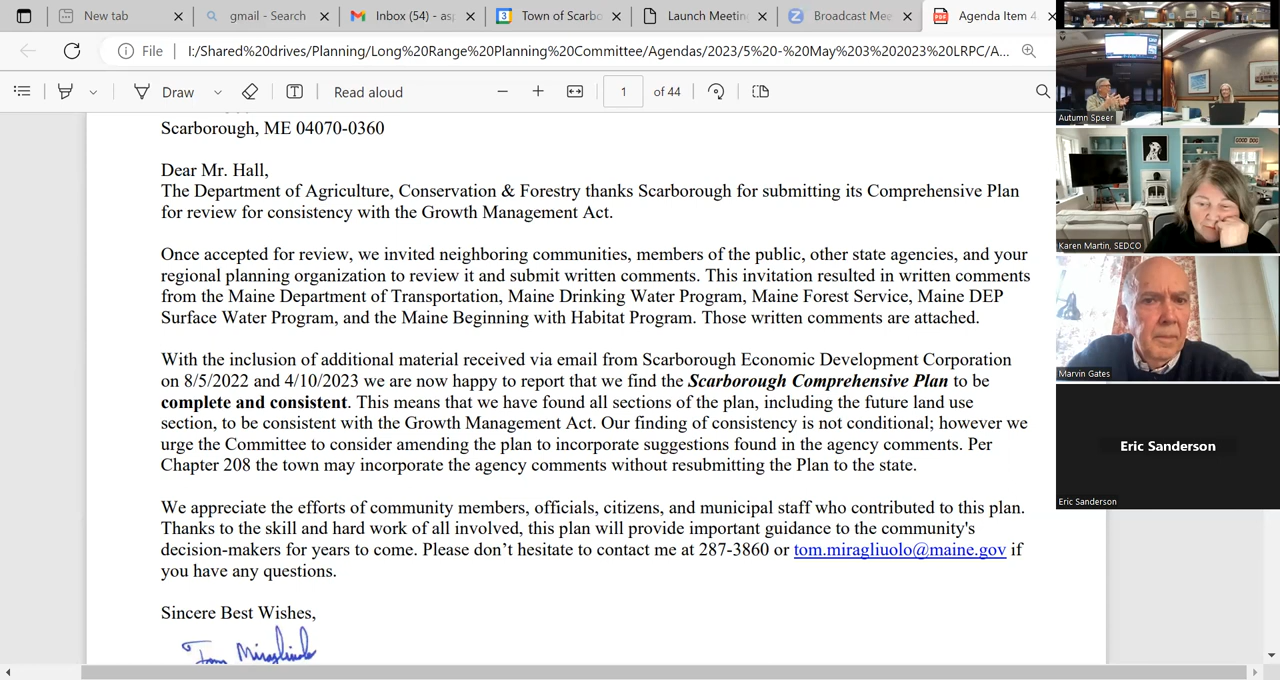 New tab
gmail - Search
Inbox (54) - asp
Town of Scarbo
Launch Meeting
Broadcast Mee
Agenda Item 4.
File
I:/Shared%20drives/Planning/Long%20Range%20Planning%20Committee/Agendas/2023/5%20-%20May%203%202023%20LRPC/A...
Draw
Read aloud
1 of 44
Scarborough, ME 04070-0360
Dear Mr. Hall,
The Department of Agriculture, Conservation & Forestry thanks Scarborough for submitting its Comprehensive Plan
for review for consistency with the Growth Management Act.
Once accepted for review, we invited neighboring communities, members of the public, other state agencies, and your
regional planning organization to review it and submit written comments. This invitation resulted in written comments
from the Maine Department of Transportation, Maine Drinking Water Program, Maine Forest Service, Maine DEP
Surface Water Program, and the Maine Beginning with Habitat Program. Those written comments are attached.
With the inclusion of additional material received via email from Scarborough Economic Development Corporation
on 8/5/2022 and 4/10/2023 we are now happy to report that we find the Scarborough Comprehensive Plan to be
complete and consistent. This means that we have found all sections of the plan, including the future land use
section, to be consistent with the Growth Management Act. Our finding of consistency is not conditional; however we
urge the Committee to consider amending the plan to incorporate suggestions found in the agency comments. Per
Chapter 208 the town may incorporate the agency comments without resubmitting the Plan to the state.
We appreciate the efforts of community members, officials, citizens, and municipal staff who contributed to this plan.
Thanks to the skill and hard work of all involved, this plan will provide important guidance to the community's
decision-makers for years to come. Please don't hesitate to contact me at 287-3860 or tom.miragliuolo@maine.gov if
you have any questions.
Sincere Best Wishes,
Tom Miragliuolo
Autumn Speer
GOOD DOG
Karen Martin, SEDCO
Marvin Gates
Eric Sanderson
Eric Sanderson